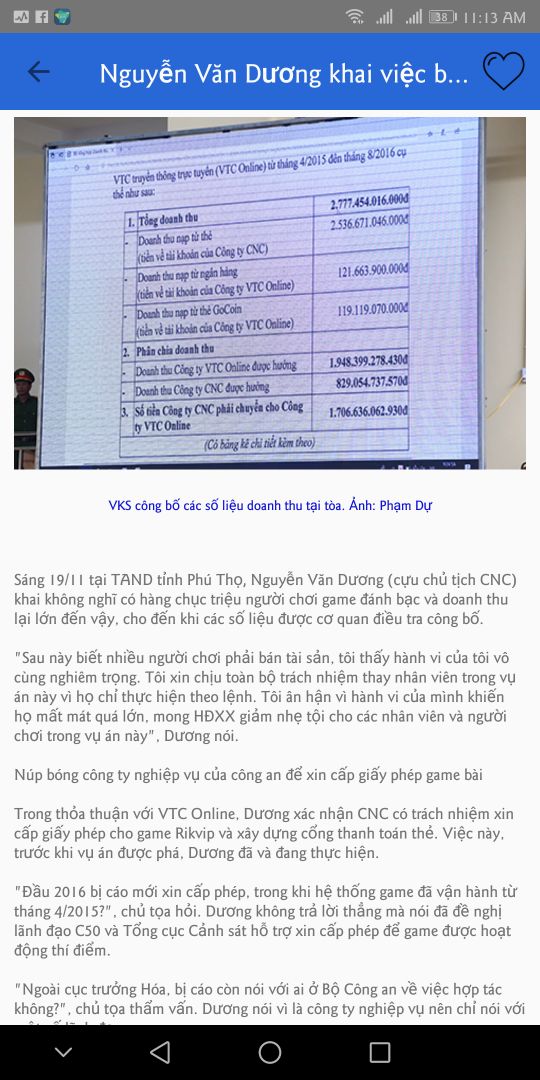 38 11:13 AM
Nguyễn Văn Dương khai việc b...
VTC truyền thông trực tuyến (VTC Online) từ tháng 4/2015 đến tháng 8/2016 cụ
thể như sau:
1. Tổng doanh thu 2,777.454.016.000đ
- Doanh thu nạp từ thẻ 2.536.671.046.000đ
(tiền về tài khoản của Công ty CNC)
- Doanh thu nạp từ ngân hàng 121.663.900.000đ
(tiền về tài khoản của Công ty VTC Online)
- Doanh thu nạp từ thẻ GoCoin 119.119.070.000đ
(tiền về tài khoản của Công ty VTC Online)
2. Phân chia doanh thu
- Doanh thu Công ty VTC Online được hưởng 1.948.399.278.430đ
- Doanh thu Công ty CNC được hưởng 829.054.737.570đ
3. Số tiền Công ty CNC phải chuyển cho Công 1.706.636.062.930đ
ty VTC Online
(Có bảng kê chi tiết kèm theo)
VKS công bố các số liệu doanh thu tại tòa. Ảnh: Phạm Dự
Sáng 19/11 tại TAND tỉnh Phú Thọ, Nguyễn Văn Dương (cựu chủ tịch CNC)
khai không nghĩ có hàng chục triệu người chơi game đánh bạc và doanh thu
lại lớn đến vậy, cho đến khi các số liệu được cơ quan điều tra công bố.
"Sau này biết nhiều người chơi phải bán tài sản, tôi thấy hành vi của tôi vô
cùng nghiêm trọng. Tôi xin chịu toàn bộ trách nhiệm thay nhân viên trong vụ
án này vì họ chỉ thực hiện theo lệnh. Tôi ân hận vì hành vi của mình khiến
họ mất mát quá lớn, mong HĐXX giảm nhẹ tội cho các nhân viên và người
chơi trong vụ án này", Dương nói.
Núp bóng công ty nghiệp vụ của công an để xin cấp giấy phép game bài
Trong thỏa thuận với VTC Online, Dương xác nhận CNC có trách nhiệm xin
cấp giấy phép cho game Rikvip và xây dựng cổng thanh toán thẻ. Việc này,
trước khi vụ án được phá, Dương đã và đang thực hiện.
"Đầu 2016 bị cáo mới xin cấp phép, trong khi hệ thống game đã vận hành từ
tháng 4/2015?", chủ tọa hỏi. Dương không trả lời thẳng mà nói đã đề nghị
lãnh đạo C50 và Tổng cục Cảnh sát hỗ trợ xin cấp phép để game được hoạt
động thí điểm.
"Ngoài cục trưởng Hóa, bị cáo còn nói với ai ở Bộ Công an về việc hợp tác
không?", chủ tọa thẩm vấn. Dương nói vì là công ty nghiệp vụ nên chỉ nói với